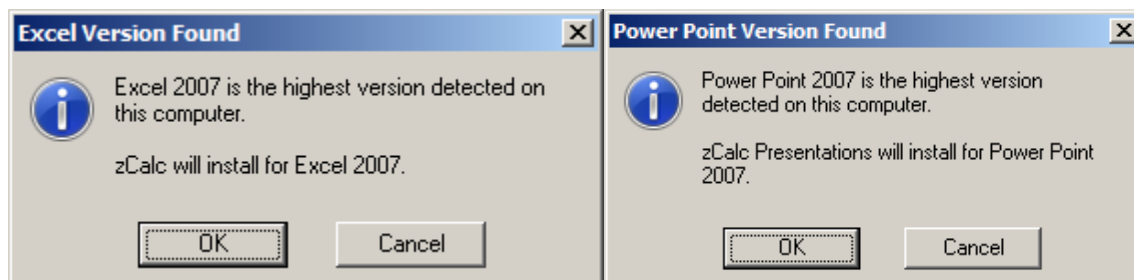 Excel Version Found
Excel 2007 is the highest version detected on
this computer.
zCalc will install for Excel 2007.
OK
Cancel
Power Point Version Found
Power Point 2007 is the highest version
detected on this computer.
zCalc Presentations will install for Power Point
2007.
OK
Cancel